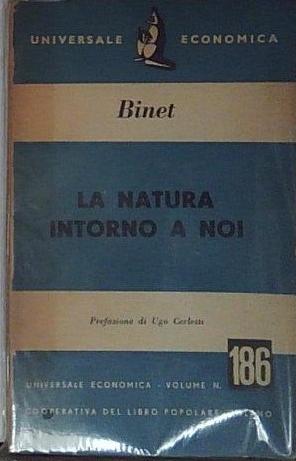 UNIVERSALE ECONOMICA
Binet
LA NATURA
INTORNO A NOI
Prefazione di Ugo Cerletti
186
UNIVERSALE ECONOMICA - VOLUME N.
COOPERATIVA DEL LIBRO POPOLARE - MILANO